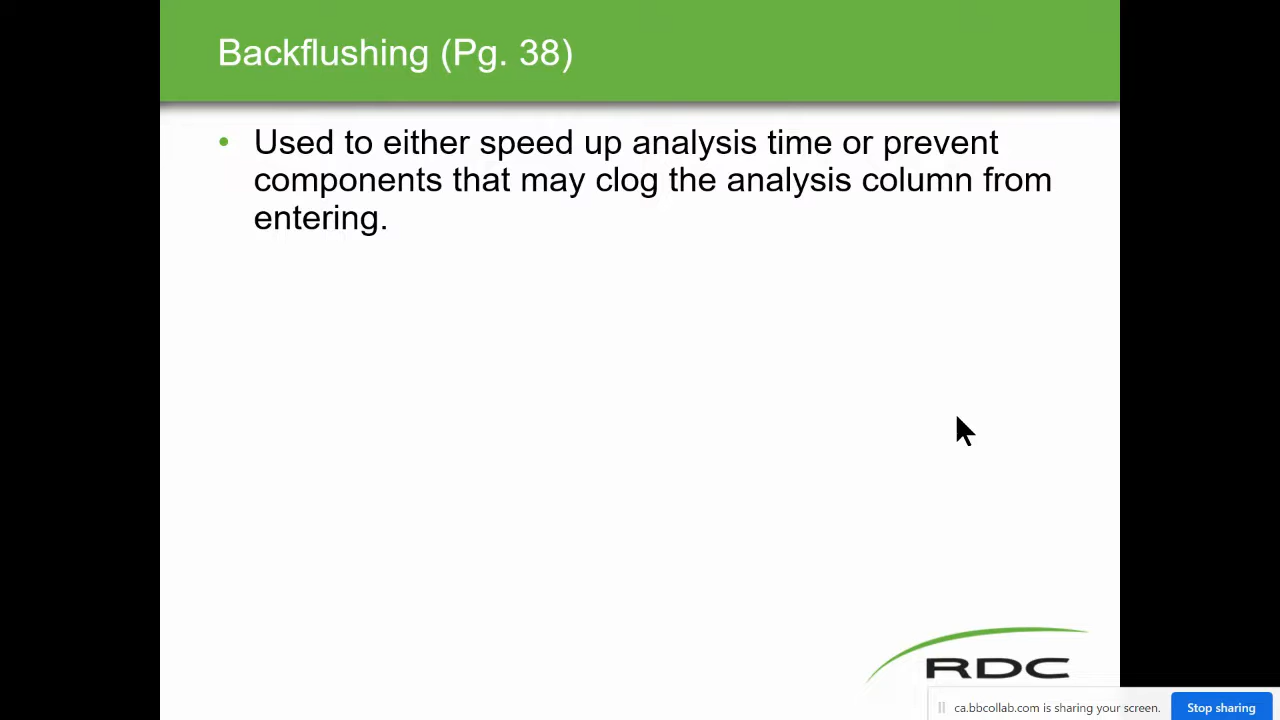 Backflushing (Pg. 38)
• Used to either speed up analysis time or prevent
components that may clog the analysis column from
entering.
RDC
ca.bbcollab.com is sharing your screen.
Stop sharing